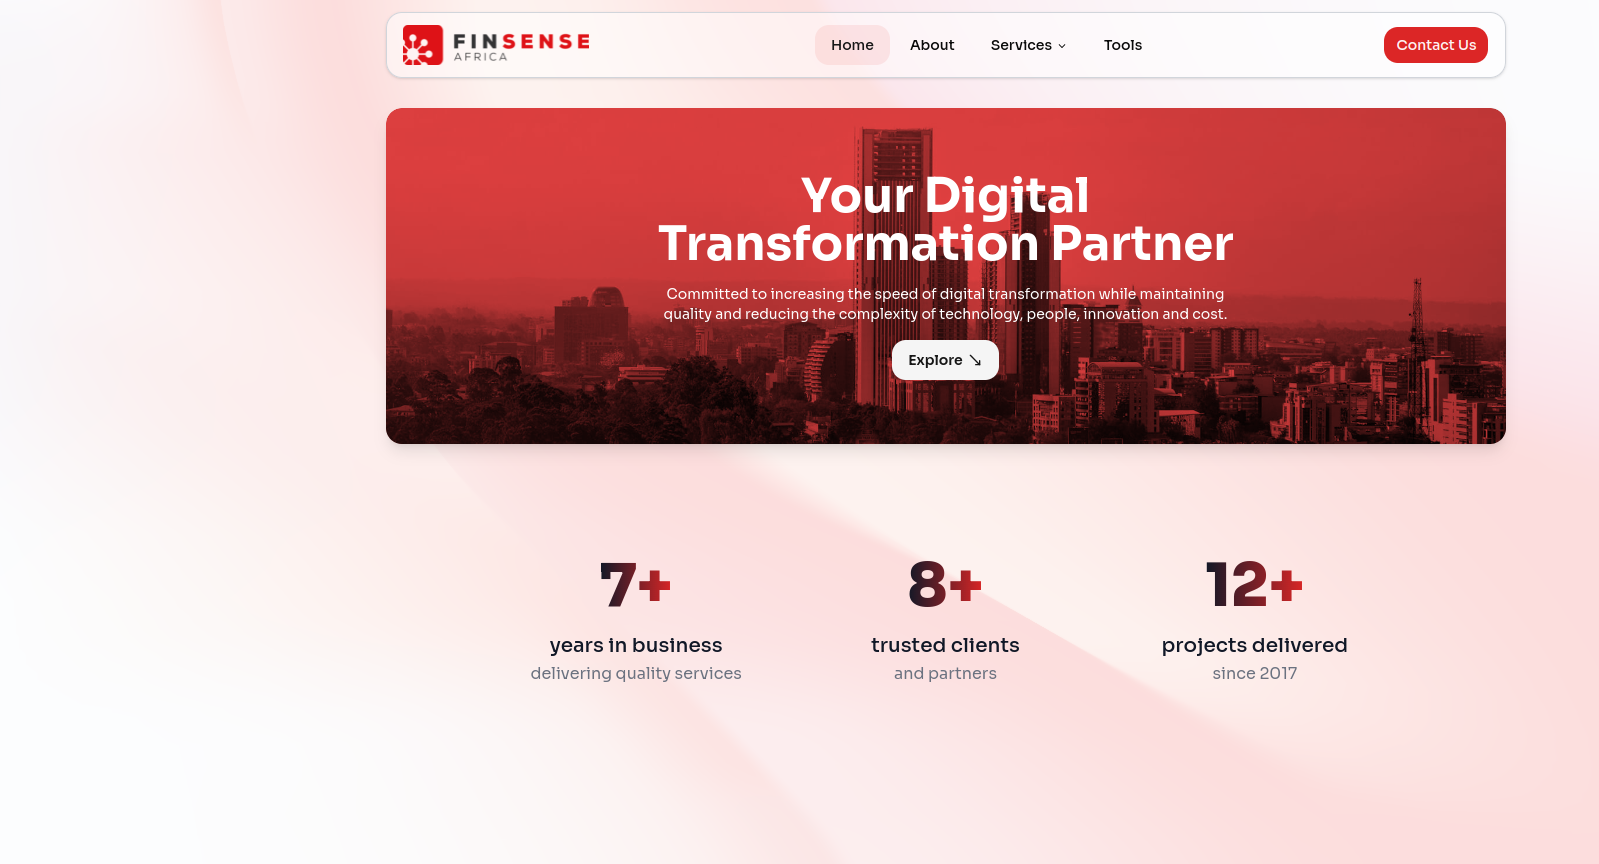 FINSENSE
AFRICA
Home
About
Services
Tools
Contact Us
Your Digital
Transformation Partner
Committed to increasing the speed of digital transformation while maintaining
quality and reducing the complexity of technology, people, innovation and cost.
Explore
7+
years in business
delivering quality services
8+
trusted clients
and partners
12+
projects delivered
since 2017